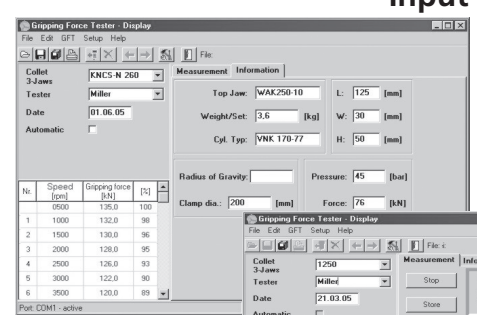 Input
Gripping Force Tester - Display
File Edit GFT Setup Help
File:
Collet
3-Jaws
KNCS-N 260
Tester
Miller
Date
01.06.05
Automatic
Measurement Information
Top Jaw: WAK250-10
L: 125 [mm]
Weight/Set: 3,6 [kg]
W: 30 [mm]
Cyl. Typ: VNK 170-77
H: 50 [mm]
Radius of Gravity:
Pressure: 45 [bar]
Clamp dia.: 200 [mm]
Force: 76 [kN]
Nr. Speed [rpm] Gripping force [kN] [%]
0500 135,0 100
1 1000 132,0 98
2 1500 130,0 96
3 2000 128,0 95
4 2500 126,0 93
5 3000 122,0 90
6 3500 120,0 89
Port: COM1 - active
Gripping Force Tester - Display
File Edit GFT Setup Help
File:
Collet
3-Jaws
1250
Tester
Miller
Date
21.03.05
Automatic
Measurement Info
Stop
Store